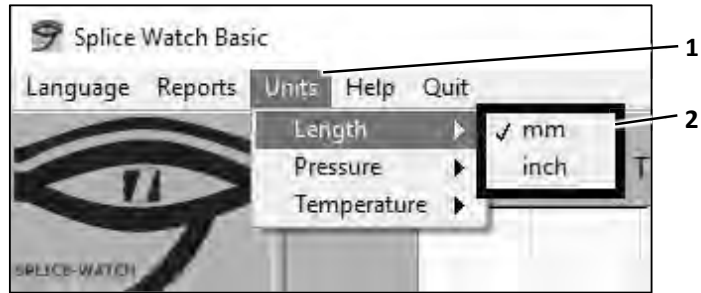 Splice Watch Basic
1
Language Reports Units Help Quit
2
Length ✓ mm
Pressure inch T
Temperature
SPLICE-WATCH